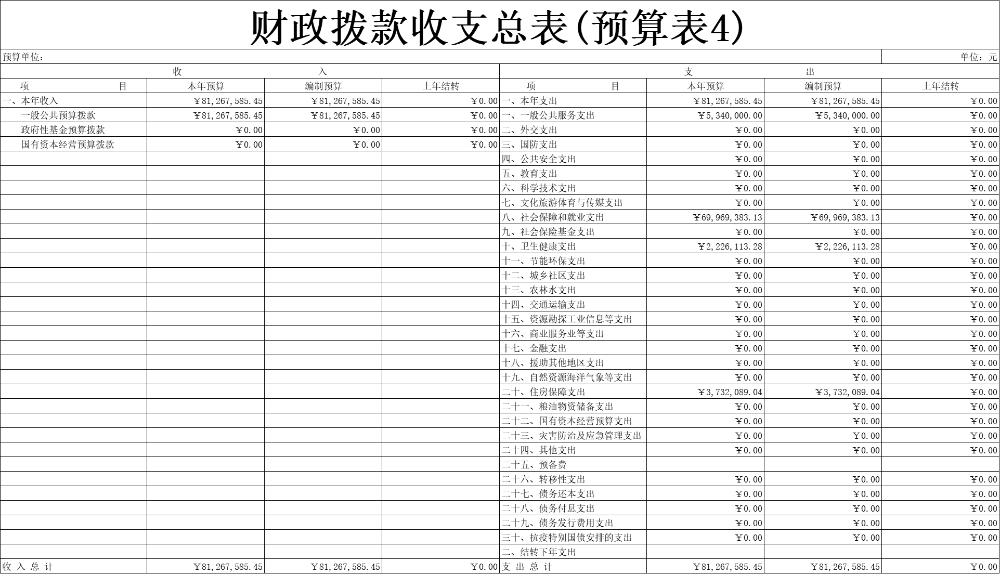 财政拨款收支总表(预算表4)
预算单位: 单位: 元
收 入 支 出
项 目 本年预算 编制预算 上年结转 项 目 本年预算 编制预算 上年结转
一、本年收入 ¥81,267,585.45 ¥81,267,585.45 ¥0.00 一、本年支出 ¥81,267,585.45 ¥81,267,585.45 ¥0.00
一般公共预算拨款 ¥81,267,585.45 ¥81,267,585.45 ¥0.00 一、一般公共服务支出 ¥5,340,000.00 ¥5,340,000.00 ¥0.00
政府性基金预算拨款 ¥0.00 ¥0.00 ¥0.00 二、外交支出 ¥0.00 ¥0.00 ¥0.00
国有资本经营预算拨款 ¥0.00 ¥0.00 ¥0.00 三、国防支出 ¥0.00 ¥0.00 ¥0.00
四、公共安全支出 ¥0.00 ¥0.00 ¥0.00
五、教育支出 ¥0.00 ¥0.00 ¥0.00
六、科学技术支出 ¥0.00 ¥0.00 ¥0.00
七、文化旅游体育与传媒支出 ¥0.00 ¥0.00 ¥0.00
八、社会保障和就业支出 ¥69,969,383.13 ¥69,969,383.13 ¥0.00
九、社会保险基金支出 ¥0.00 ¥0.00 ¥0.00
十、卫生健康支出 ¥2,226,113.28 ¥2,226,113.28 ¥0.00
十一、节能环保支出 ¥0.00 ¥0.00 ¥0.00
十二、城乡社区支出 ¥0.00 ¥0.00 ¥0.00
十三、农林水支出 ¥0.00 ¥0.00 ¥0.00
十四、交通运输支出 ¥0.00 ¥0.00 ¥0.00
十五、资源勘探工业信息等支出 ¥0.00 ¥0.00 ¥0.00
十六、商业服务业等支出 ¥0.00 ¥0.00 ¥0.00
十七、金融支出 ¥0.00 ¥0.00 ¥0.00
十八、援助其他地区支出 ¥0.00 ¥0.00 ¥0.00
十九、自然资源海洋气象等支出 ¥0.00 ¥0.00 ¥0.00
二十、住房保障支出 ¥3,732,089.04 ¥3,732,089.04 ¥0.00
二十一、粮油物资储备支出 ¥0.00 ¥0.00 ¥0.00
二十二、国有资本经营预算支出 ¥0.00 ¥0.00 ¥0.00
二十三、灾害防治及应急管理支出 ¥0.00 ¥0.00 ¥0.00
二十四、其他支出 ¥0.00 ¥0.00 ¥0.00
二十五、预备费
二十六、转移性支出 ¥0.00 ¥0.00 ¥0.00
二十七、债务还本支出 ¥0.00 ¥0.00 ¥0.00
二十八、债务付息支出 ¥0.00 ¥0.00 ¥0.00
二十九、债务发行费用支出 ¥0.00 ¥0.00 ¥0.00
三十、抗疫特别国债安排的支出 ¥0.00 ¥0.00 ¥0.00
二、结转下年支出
收 入 总 计 ¥81,267,585.45 ¥81,267,585.45 ¥0.00 支 出 总 计 ¥81,267,585.45 ¥81,267,585.45 ¥0.00